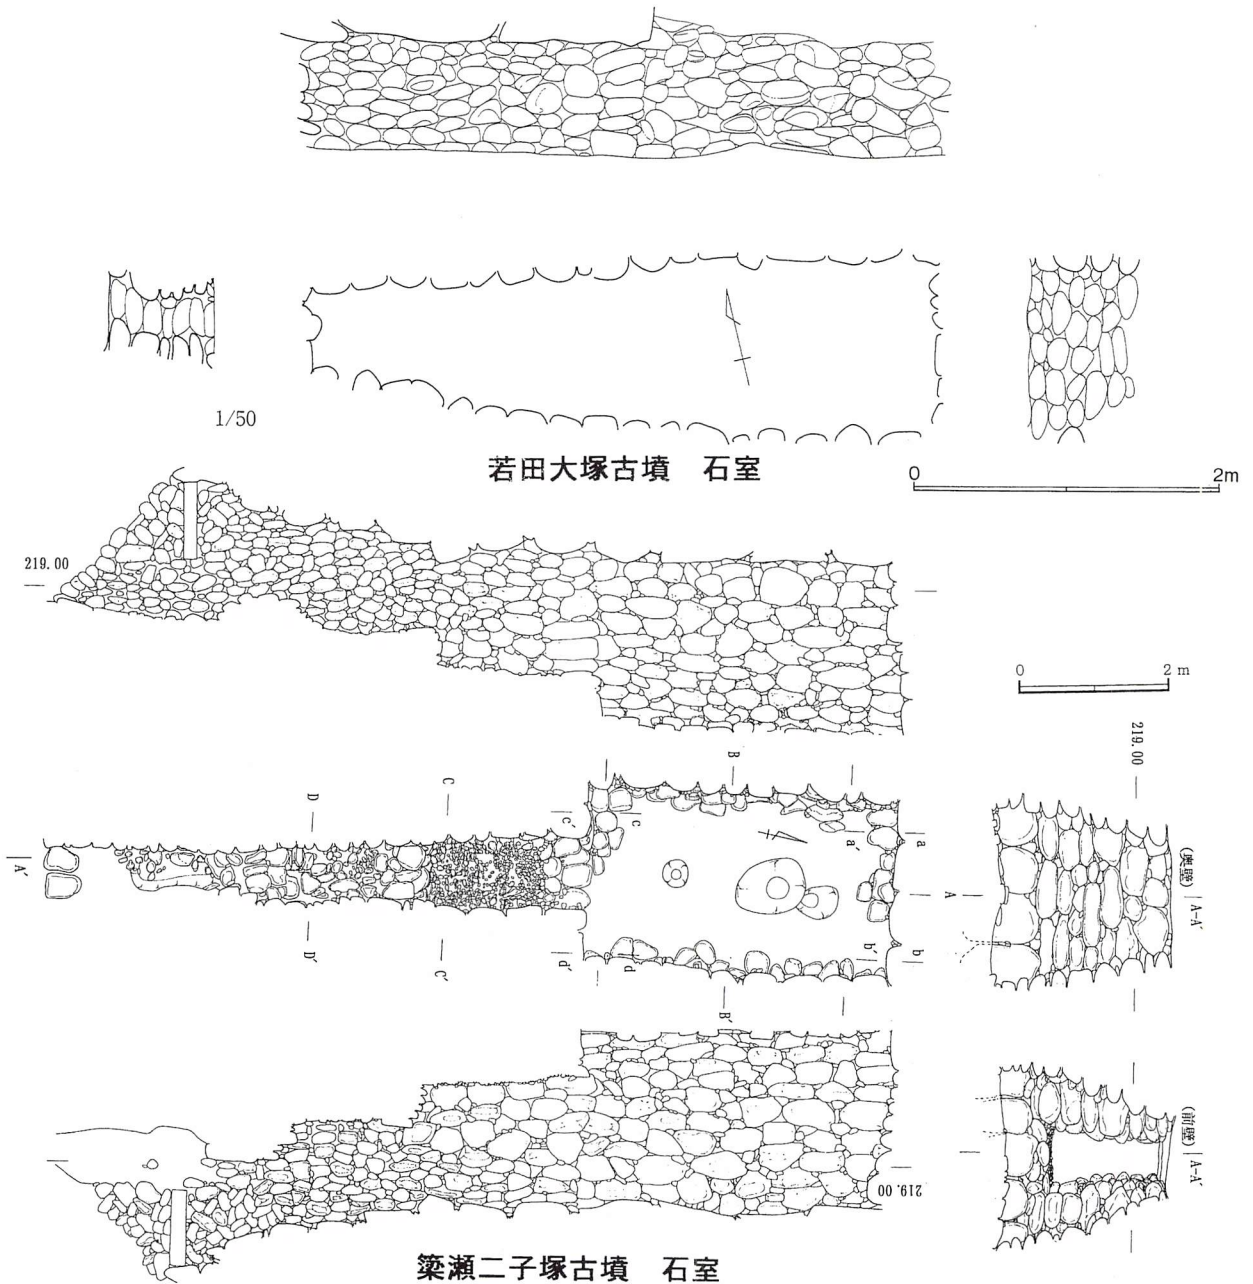 1/50
若田大塚古墳 石室
0 2m
219.00
0 2 m
219.00
B
C
D
c'
c
a'
a
A'
A
(奥壁) A-A'
D'
C'
d'
d
b'
b
B'
(前壁) A-A'
219.00
簗瀬二子塚古墳 石室